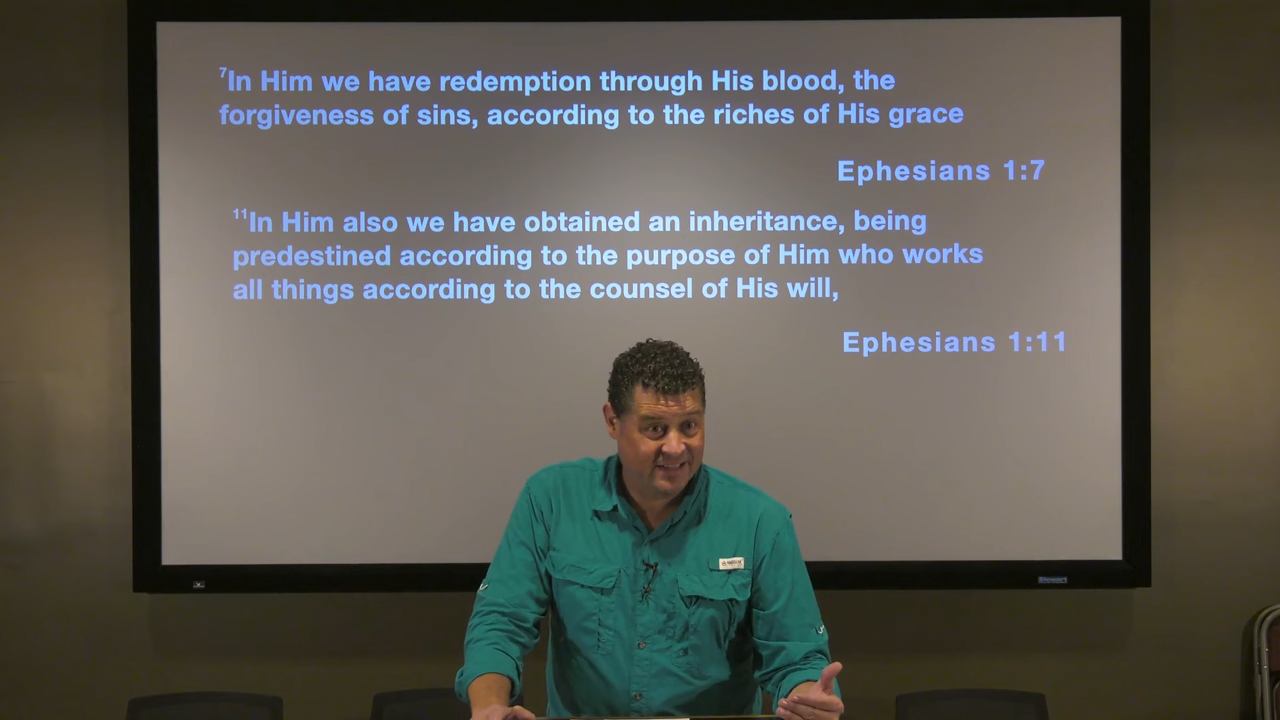 ⁷In Him we have redemption through His blood, the
forgiveness of sins, according to the riches of His grace
Ephesians 1:7
¹¹In Him also we have obtained an inheritance, being
predestined according to the purpose of Him who works
all things according to the counsel of His will,
Ephesians 1:11